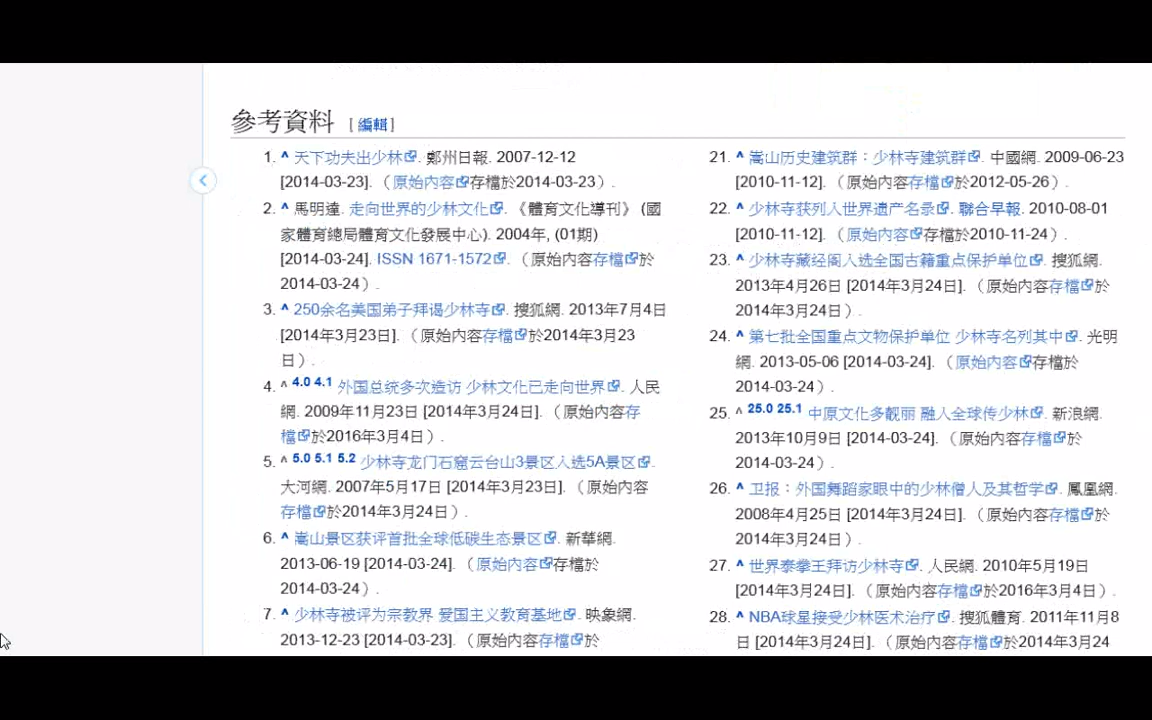 參考資料 [編輯]
1. ^ 天下功夫出少林. 鄭州日報. 2007-12-12
[2014-03-23]. （原始內容存檔於2014-03-23）.
2. ^ 馬明達. 走向世界的少林文化. 《體育文化導刊》 (國
家體育總局體育文化發展中心). 2004年, (01期)
[2014-03-24]. ISSN 1671-1572. （原始內容存檔於
2014-03-24）.
3. ^ 250余名美国弟子拜谒少林寺. 搜狐網. 2013年7月4日
[2014年3月23日]. （原始內容存檔於2014年3月23
日）.
4. ^ 4.0 4.1 外国总统多次造访 少林文化已走向世界. 人民
網. 2009年11月23日 [2014年3月24日]. （原始內容存
檔於2016年3月4日）.
5. ^ 5.0 5.1 5.2 少林寺龙门石窟云台山3景区入选5A景区.
大河網. 2007年5月17日 [2014年3月23日]. （原始內容
存檔於2014年3月24日）.
6. ^ 嵩山景区获评首批全球低碳生态景区. 新華網.
2013-06-19 [2014-03-24]. （原始內容存檔於
2014-03-24）.
7. ^ 少林寺被评为宗教界 爱国主义教育基地. 映象網.
2013-12-23 [2014-03-23]. （原始內容存檔於
21. ^ 嵩山历史建筑群：少林寺建筑群. 中國網. 2009-06-23
[2010-11-12]. （原始內容存檔於2012-05-26）.
22. ^ 少林寺获列入世界遗产名录. 聯合早報. 2010-08-01
[2010-11-12]. （原始內容存檔於2010-11-24）.
23. ^ 少林寺藏经阁入选全国古籍重点保护单位. 搜狐網.
2013年4月26日 [2014年3月24日]. （原始內容存檔於
2014年3月24日）.
24. ^ 第七批全国重点文物保护单位 少林寺名列其中. 光明
網. 2013-05-06 [2014-03-24]. （原始內容存檔於
2014-03-24）.
25. ^ 25.0 25.1 中原文化多靓丽 融入全球传少林. 新浪網.
2013年10月9日 [2014-03-24]. （原始內容存檔於
2014-03-24）.
26. ^ 卫报：外国舞蹈家眼中的少林僧人及其哲学. 鳳凰網.
2008年4月25日 [2014年3月24日]. （原始內容存檔於
2014年3月24日）.
27. ^ 世界泰拳王拜访少林寺. 人民網. 2010年5月19日
[2014年3月24日]. （原始內容存檔於2016年3月4日）.
28. ^ NBA球星接受少林医术治疗. 搜狐體育. 2011年11月8
日 [2014年3月24日]. （原始內容存檔於2014年3月24